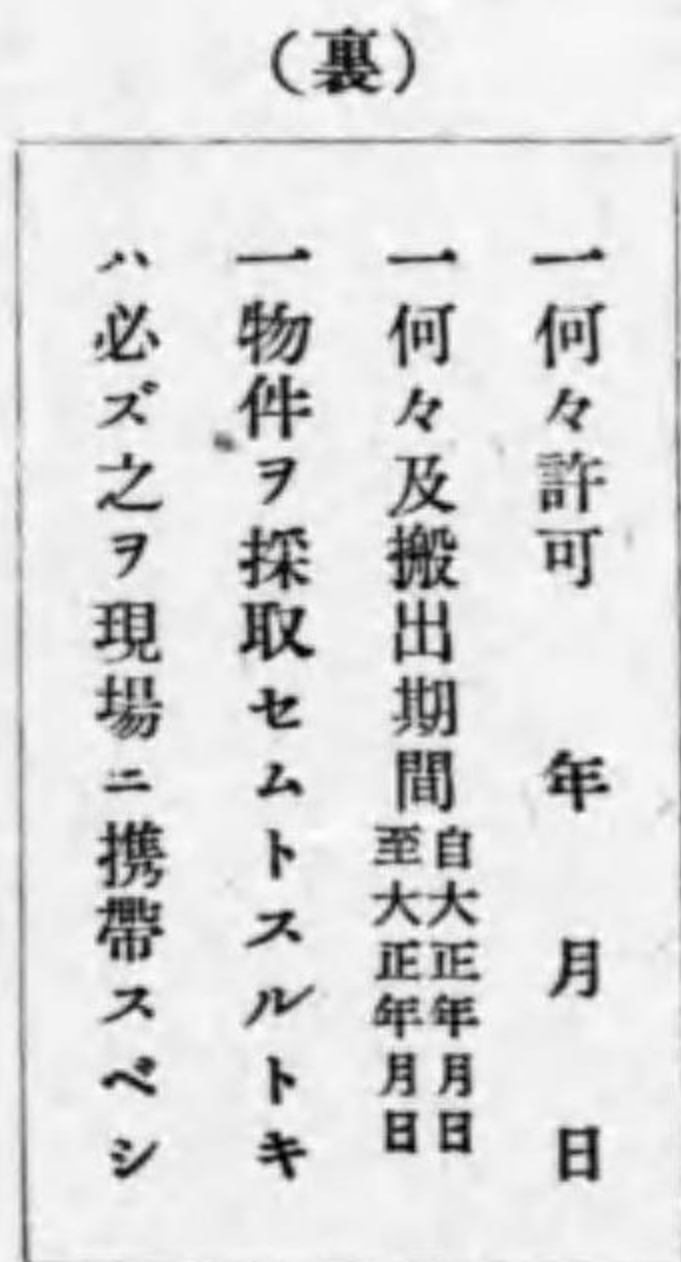 （裏）
一何々許可　年　月　日
一何々及搬出期間
自大正年月日
至大正年月日
一物件ヲ採取セムトスルトキ
ハ必ズ之ヲ現場ニ携帶スベシ